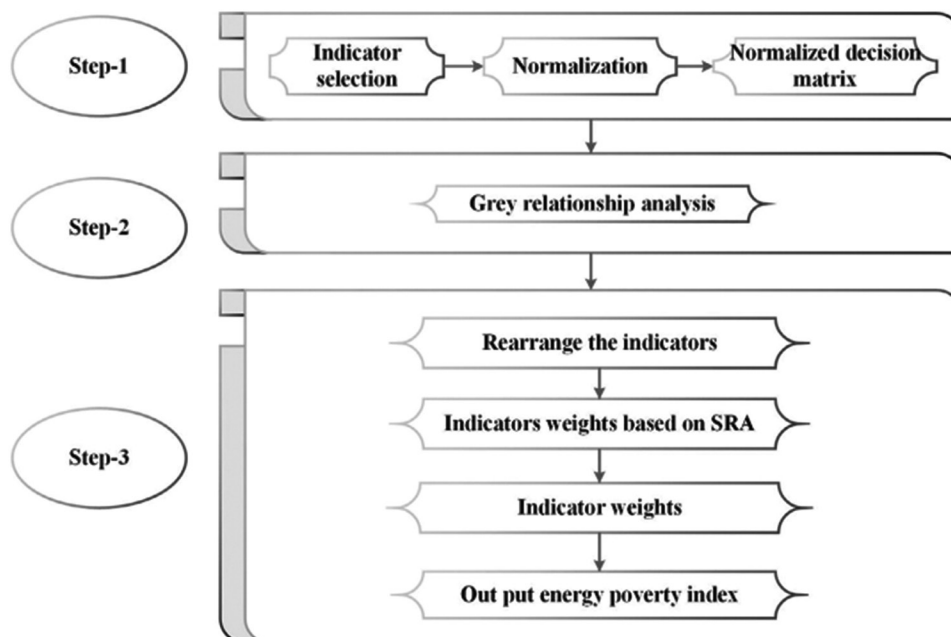 Step-1
Indicator
selection
Normalization
Normalized decision
matrix
Step-2
Grey relationship analysis
Step-3
Rearrange the indicators
Indicators weights based on SRA
Indicator weights
Out put energy poverty index